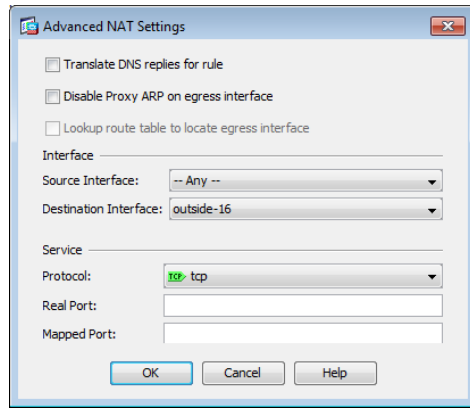 Advanced NAT Settings
Translate DNS replies for rule
Disable Proxy ARP on egress interface
Lookup route table to locate egress interface
Interface
Source Interface: -- Any --
Destination Interface: outside-16
Service
Protocol: TCP tcp
Real Port:
Mapped Port:
OK Cancel Help